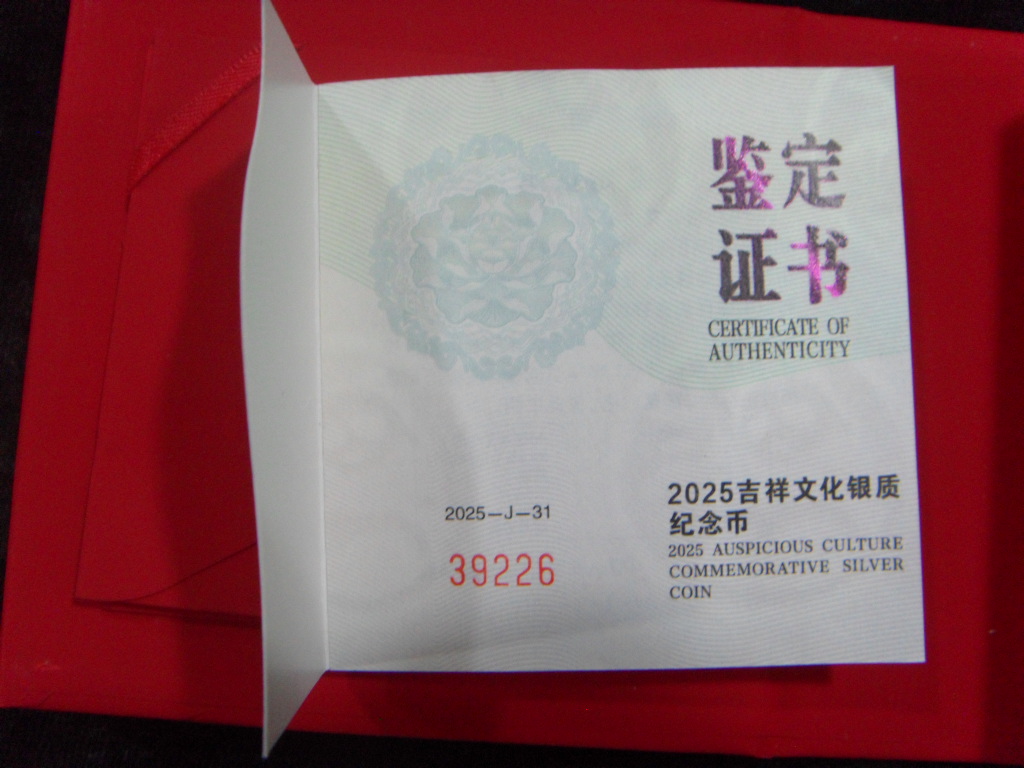 鉴定
证书
CERTIFICATE OF
AUTHENTICITY
2025吉祥文化银质
纪念币
2025 AUSPICIOUS CULTURE
COMMEMORATIVE SILVER
COIN
2025—J—31
39226